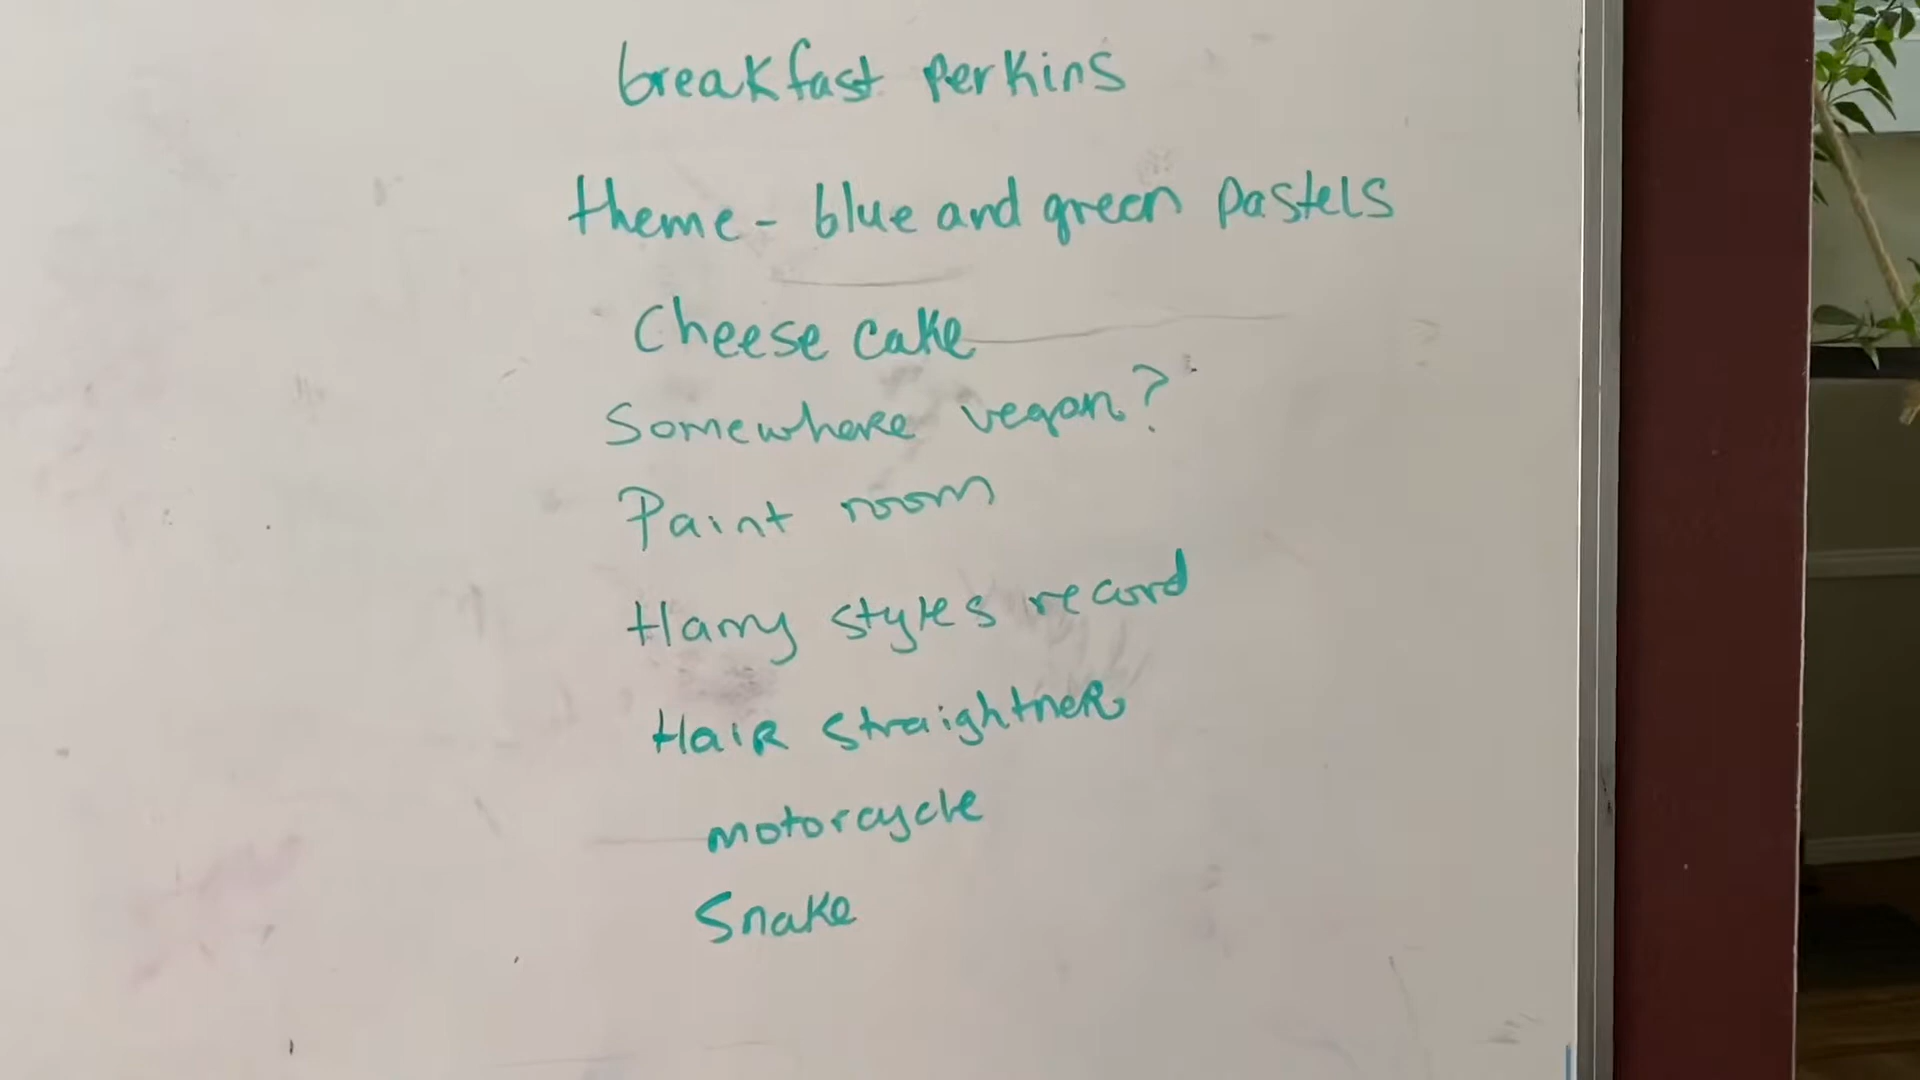 breakfast perkins
theme - blue and green pastels
Cheese cake
Somewhere vegan?
Paint room
Harry styles record
HaiR straightneR
motorcycle
Snake